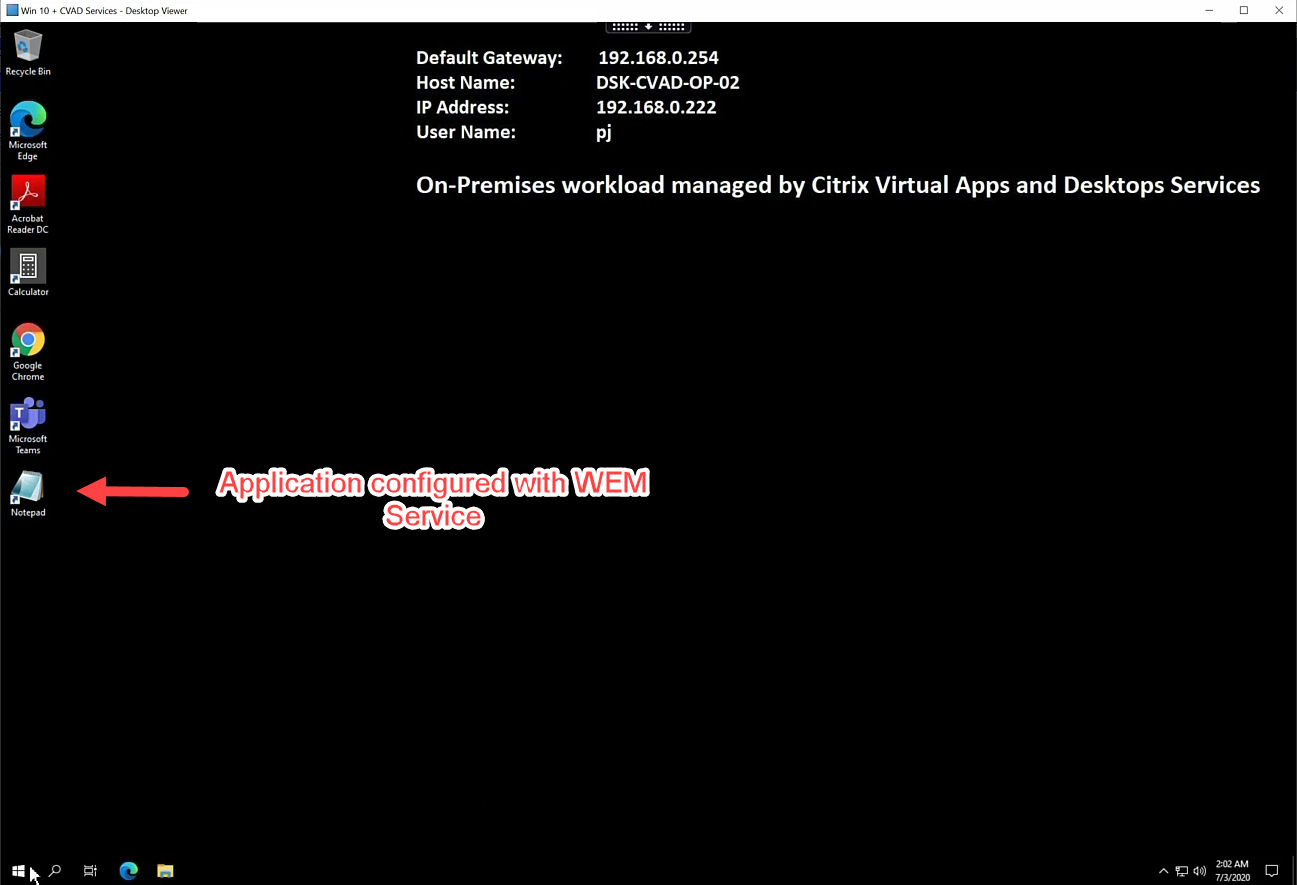 Win 10 + CVAD Services - Desktop Viewer
Recycle Bin
Default Gateway: 192.168.0.254
Host Name: DSK-CVAD-OP-02
IP Address: 192.168.0.222
User Name: pj
On-Premises workload managed by Citrix Virtual Apps and Desktops Services
Microsoft
Edge
Acrobat
Reader DC
Calculator
Google
Chrome
Microsoft
Teams
Notepad
Application configured with WEM
Service
2:02 AM
7/3/2020